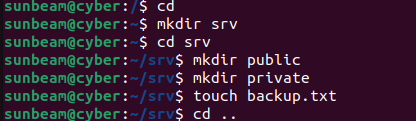 sunbeam@cyber:/$ cd
sunbeam@cyber:~$ mkdir srv
sunbeam@cyber:~$ cd srv
sunbeam@cyber:~/srv$ mkdir public
sunbeam@cyber:~/srv$ mkdir private
sunbeam@cyber:~/srv$ touch backup.txt
sunbeam@cyber:~/srv$ cd ..